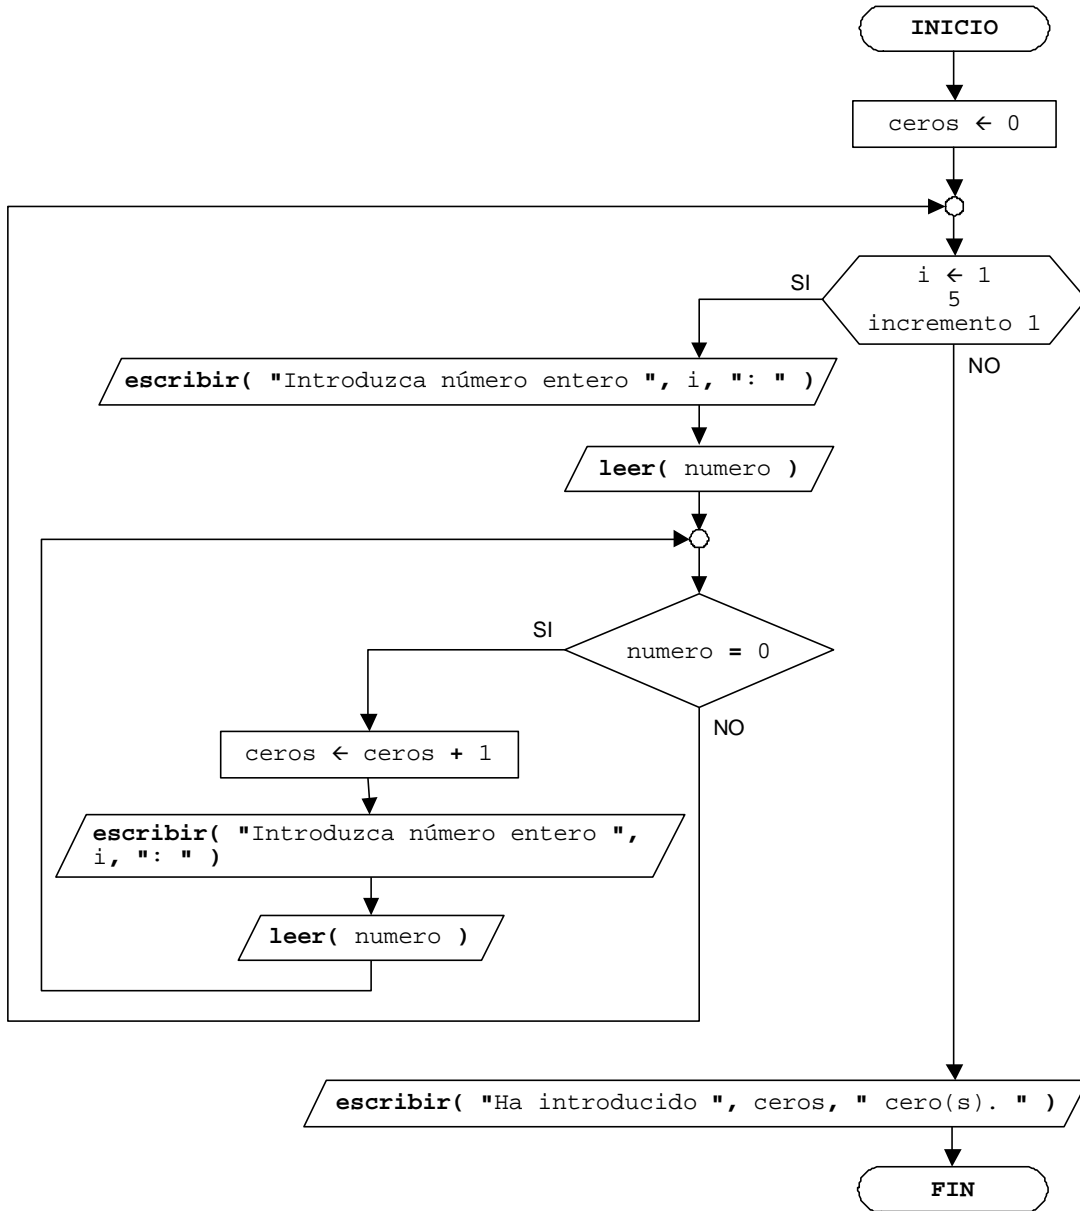 INICIO
ceros ← 0
i ← 1
5
incremento 1
SI
NO
escribir( "Introduzca número entero ", i, ": " )
leer( numero )
numero = 0
SI
NO
ceros ← ceros + 1
escribir( "Introduzca número entero ",
i, ": " )
leer( numero )
escribir( "Ha introducido ", ceros, " cero(s). " )
FIN